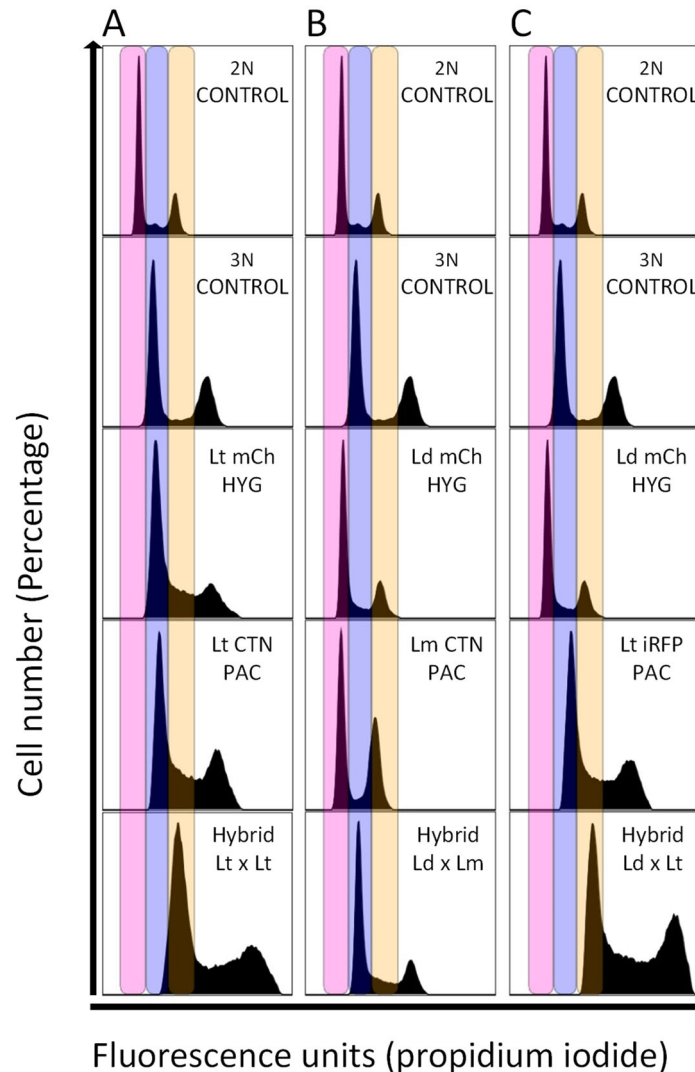 A
B
C
2N
CONTROL
2N
CONTROL
2N
CONTROL
3N
CONTROL
3N
CONTROL
3N
CONTROL
Lt mCh
HYG
Ld mCh
HYG
Ld mCh
HYG
Lt CTN
PAC
Lm CTN
PAC
Lt iRFP
PAC
Hybrid
Lt x Lt
Hybrid
Ld x Lm
Hybrid
Ld x Lt
Cell number (Percentage)
Fluorescence units (propidium iodide)